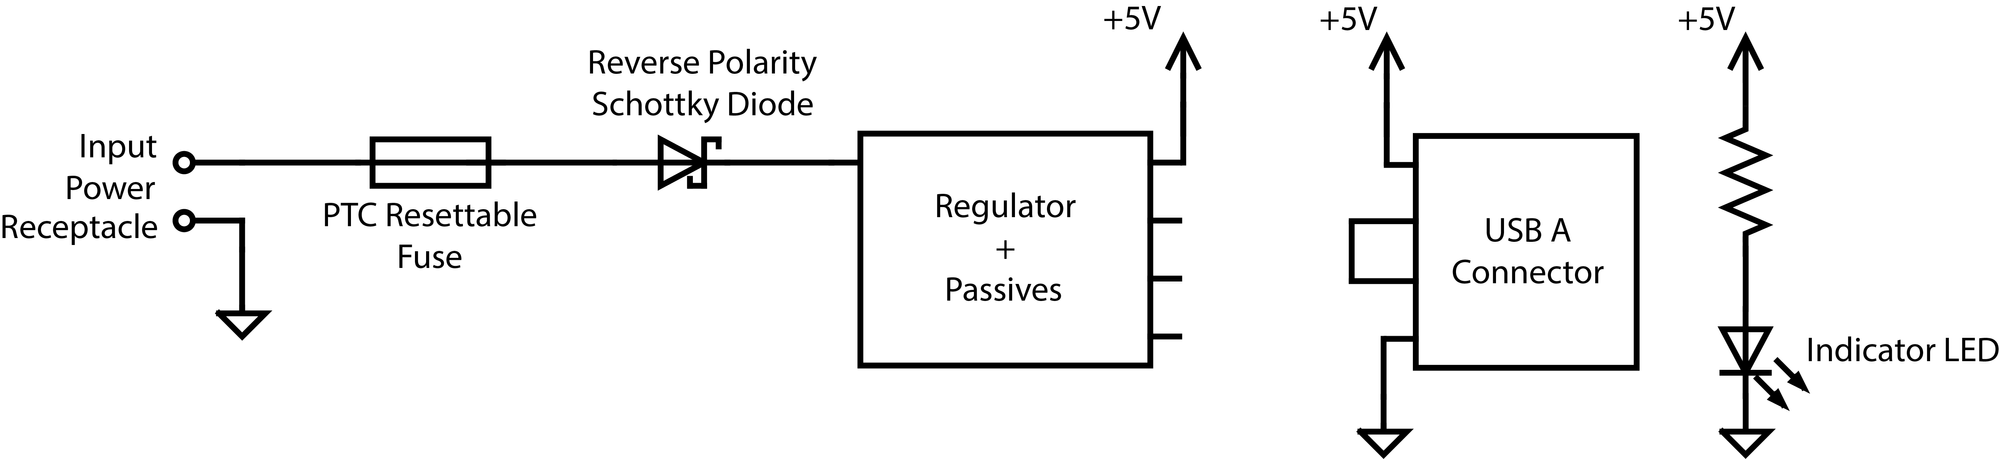 Input
Power
Receptacle
PTC Resettable
Fuse
Reverse Polarity
Schottky Diode
Regulator
+
Passives
+5V
+5V
USB A
Connector
+5V
Indicator LED